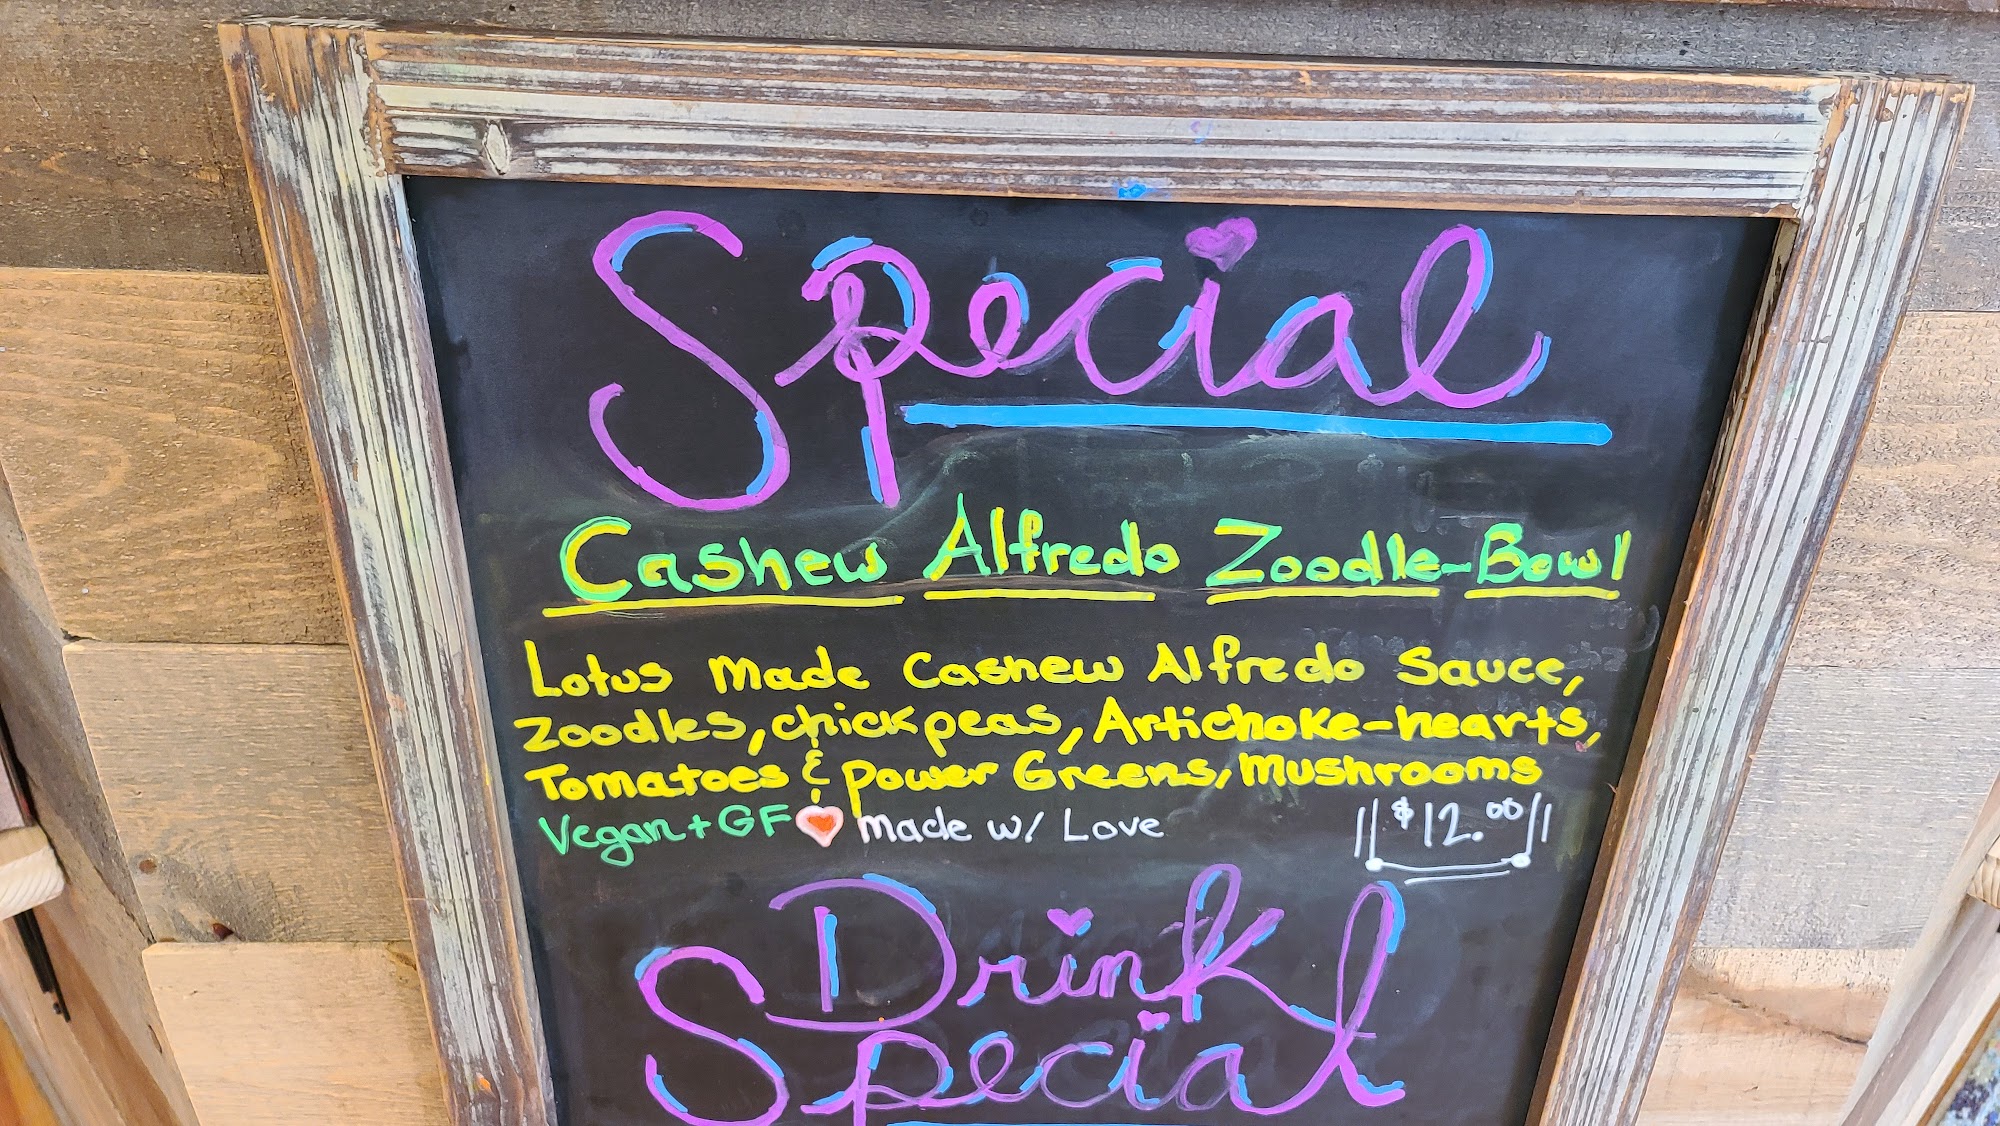 Special
Cashew Alfredo Zoodle-Bowl
Lotus Made Cashew Alfredo Sauce,
Zoodles, chickpeas, Artichoke-hearts,
Tomatoes & Power Greens, Mushrooms
Vegan + GF Made w/ Love $12.00
Drink
Special